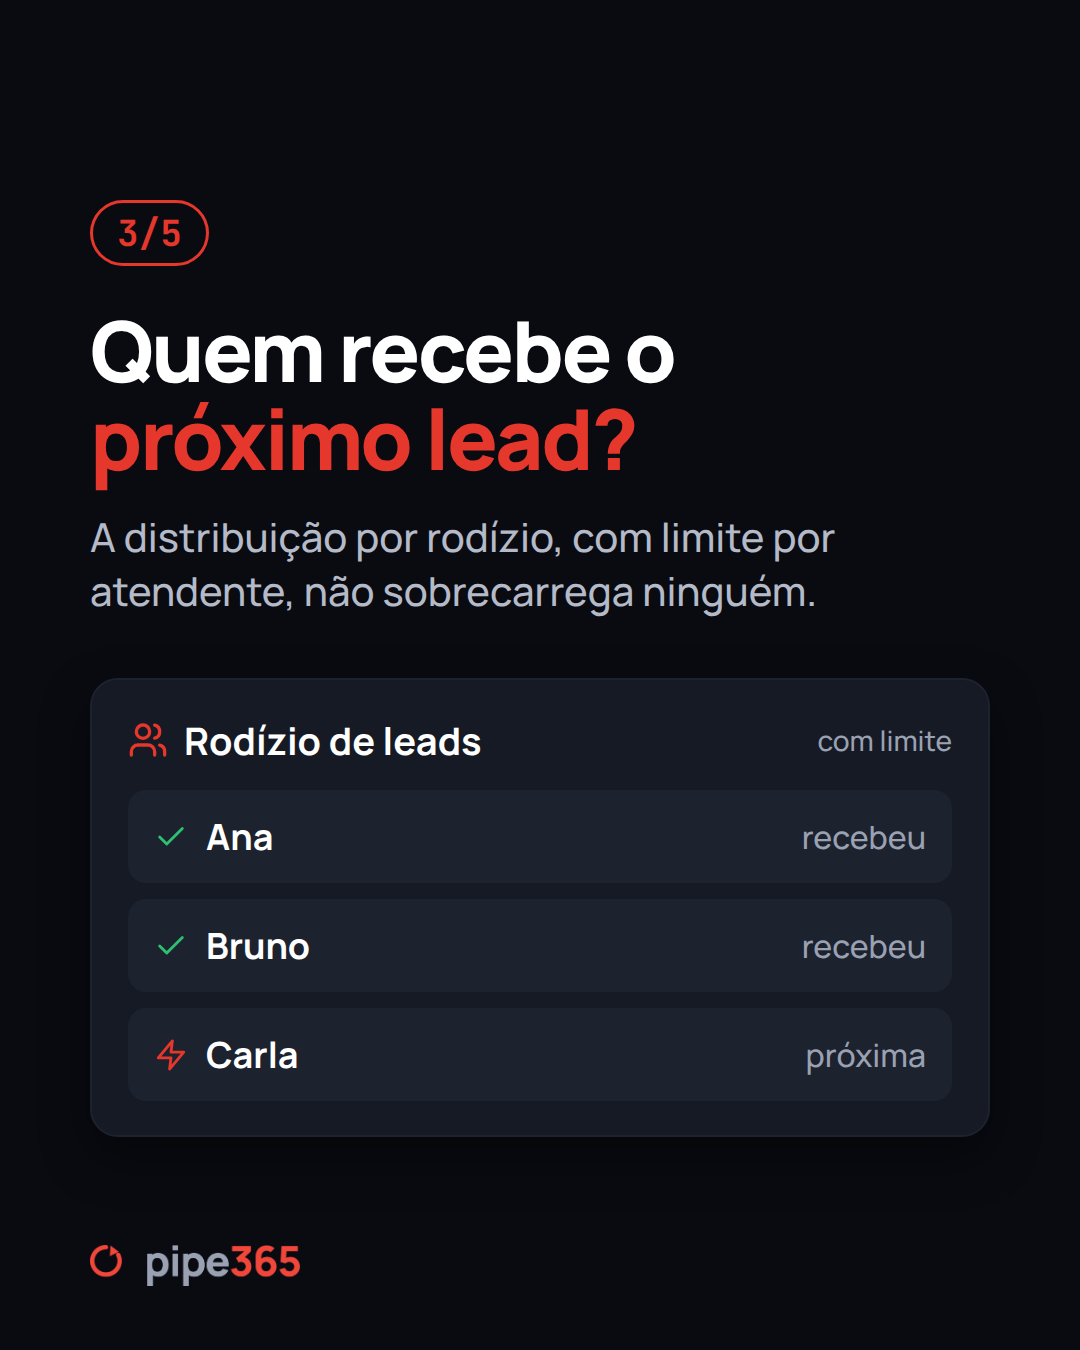 3/5
Quem recebe o
próximo lead?
A distribuição por rodízio, com limite por
atendente, não sobrecarrega ninguém.
Rodízio de leads com limite
Ana recebeu
Bruno recebeu
Carla próxima
pipe365